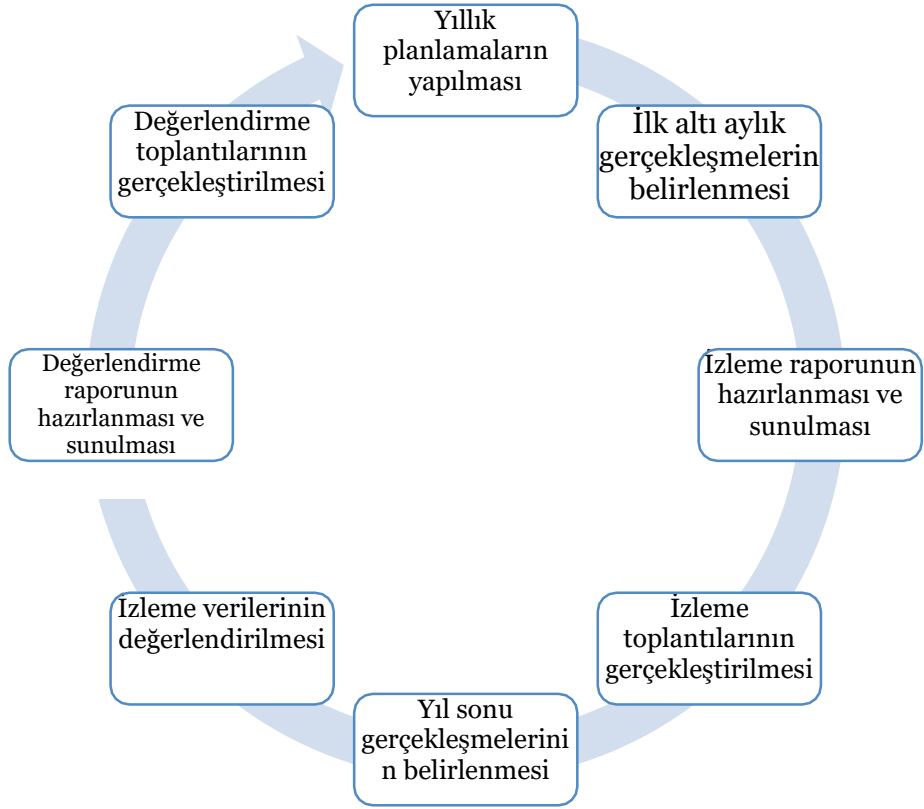 Yıllık
planlamaların
yapılması
İlk altı aylık
gerçekleşmelerin
belirlenmesi
İzleme raporunun
hazırlanması ve
sunulması
İzleme
toplantılarının
gerçekleştirilmesi
Yıl sonu
gerçekleşmelerini
n belirlenmesi
İzleme verilerinin
değerlendirilmesi
Değerlendirme
raporunun
hazırlanması ve
sunulması
Değerlendirme
toplantılarının
gerçekleştirilmesi